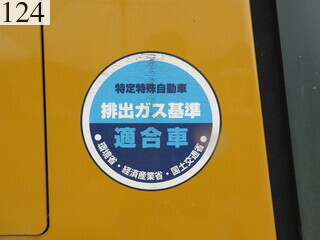 124
特定特殊自動車
排出ガス基準
適合車
・環境省・経済産業省・国土交通省・